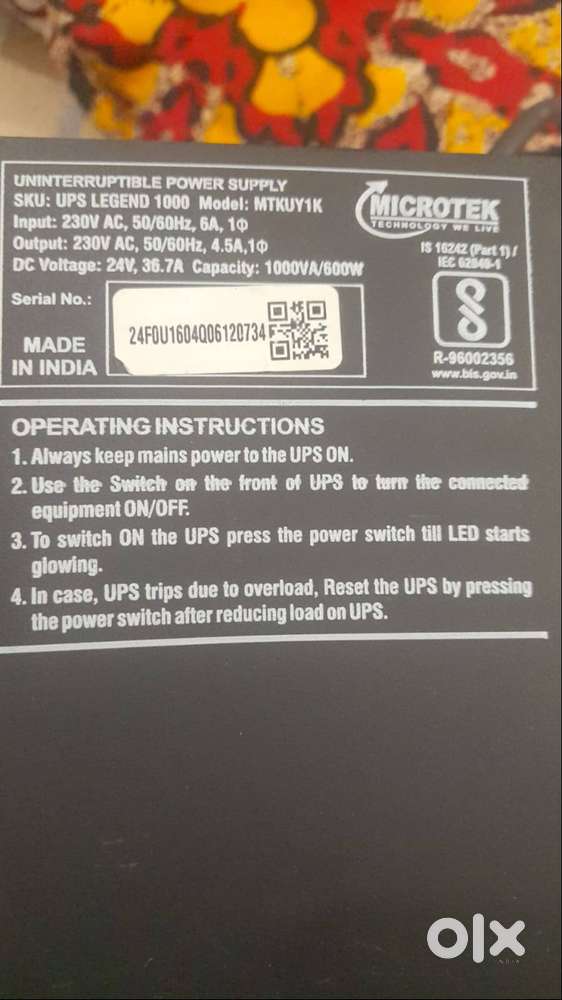 UNINTERRUPTIBLE POWER SUPPLY
SKU: UPS LEGEND 1000 Model: MTKUY1K
Input: 230V AC, 50/60Hz, 6A, 1Φ
Output: 230V AC, 50/60Hz, 4.5A,1Φ
DC Voltage: 24V, 36.7A Capacity: 1000VA/600W
MICROTEK
TECHNOLOGY WE LIVE
IS 16242 (Part 1) /
IEC 62040-1
Serial No.:
24F0U1604Q06120734
MADE
IN INDIA
R-96002356
www.bis.gov.in
OPERATING INSTRUCTIONS
1. Always keep mains power to the UPS ON.
2. Use the Switch on the front of UPS to turn the connected
equipment ON/OFF.
3. To switch ON the UPS press the power switch till LED starts
glowing.
4. In case, UPS trips due to overload, Reset the UPS by pressing
the power switch after reducing load on UPS.
olx
INDIA